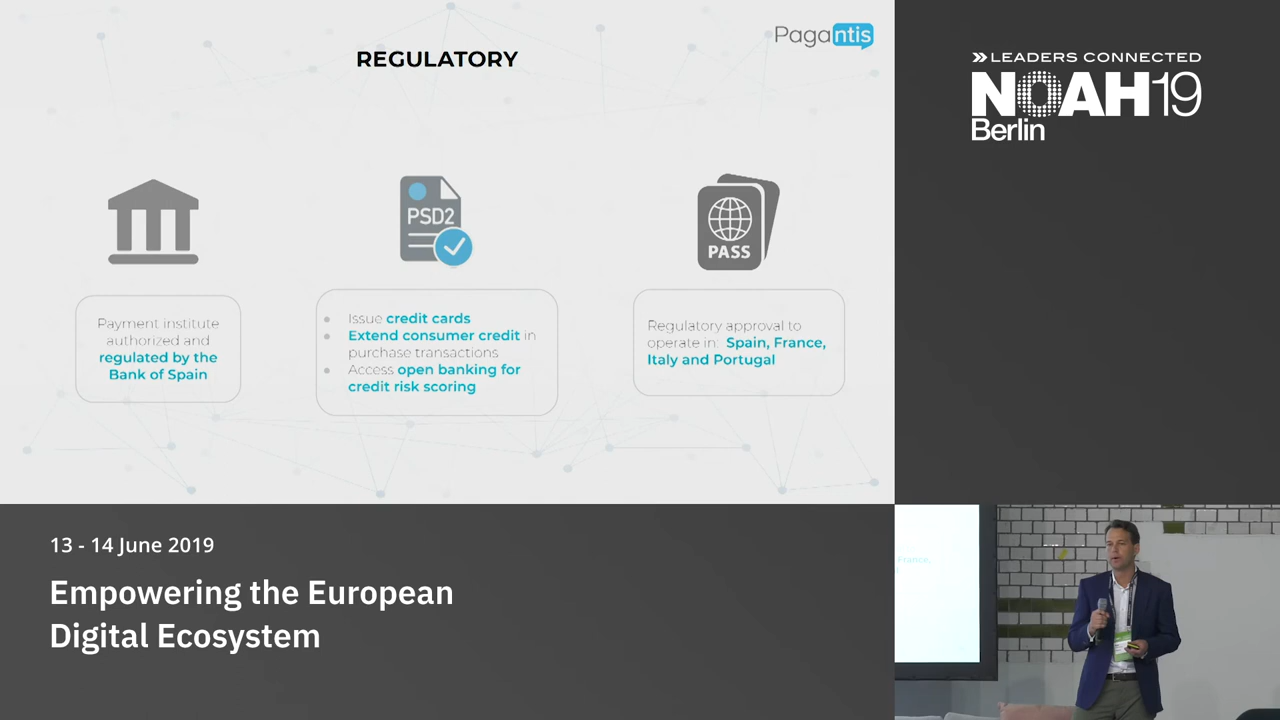 REGULATORY
Pagantis
PSD2
PASS
Payment institute
authorized and
regulated by the
Bank of Spain
Issue credit cards
Extend consumer credit in
purchase transactions
Access open banking for
credit risk scoring
Regulatory approval to
operate in: Spain, France,
Italy and Portugal
LEADERS CONNECTED
NOAH19
Berlin
13 - 14 June 2019
Empowering the European
Digital Ecosystem
France,